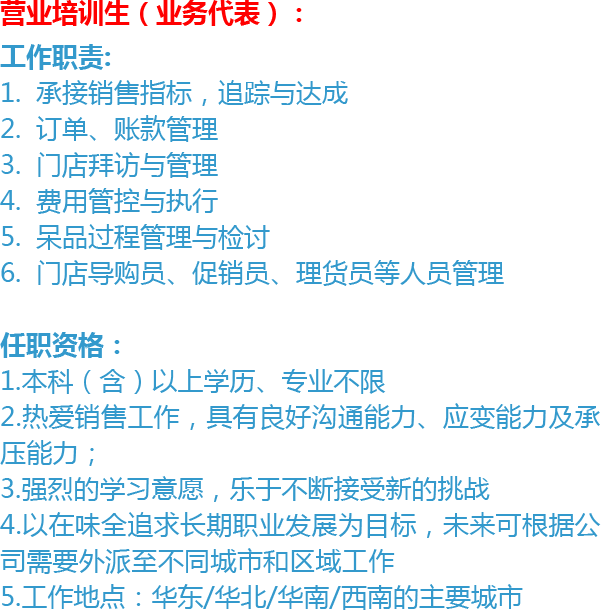 营业培训生（业务代表）：
工作职责:
1. 承接销售指标，追踪与达成
2. 订单、账款管理
3. 门店拜访与管理
4. 费用管控与执行
5. 呆品过程管理与检讨
6. 门店导购员、促销员、理货员等人员管理
任职资格：
1.本科（含）以上学历、专业不限
2.热爱销售工作，具有良好沟通能力、应变能力及承
压能力；
3.强烈的学习意愿，乐于不断接受新的挑战
4.以在味全追求长期职业发展为目标，未来可根据公
司需要外派至不同城市和区域工作
5.工作地点：华东/华北/华南/西南的主要城市